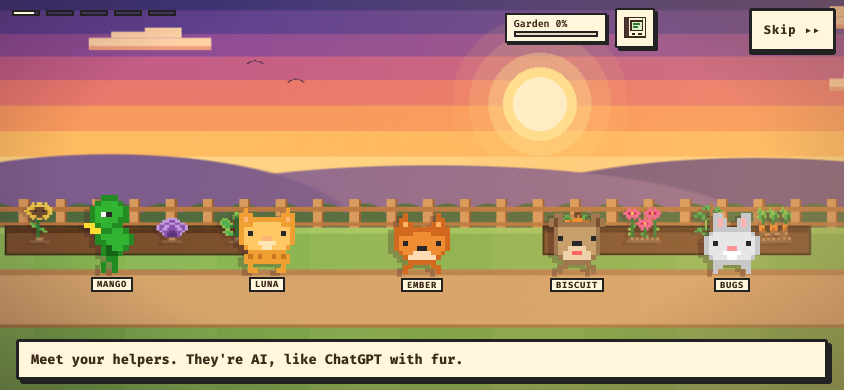 Garden 0%
Skip ▸▸
MANGO
LUNA
EMBER
BISCUIT
BUGS
Meet your helpers. They're AI, like ChatGPT with fur.